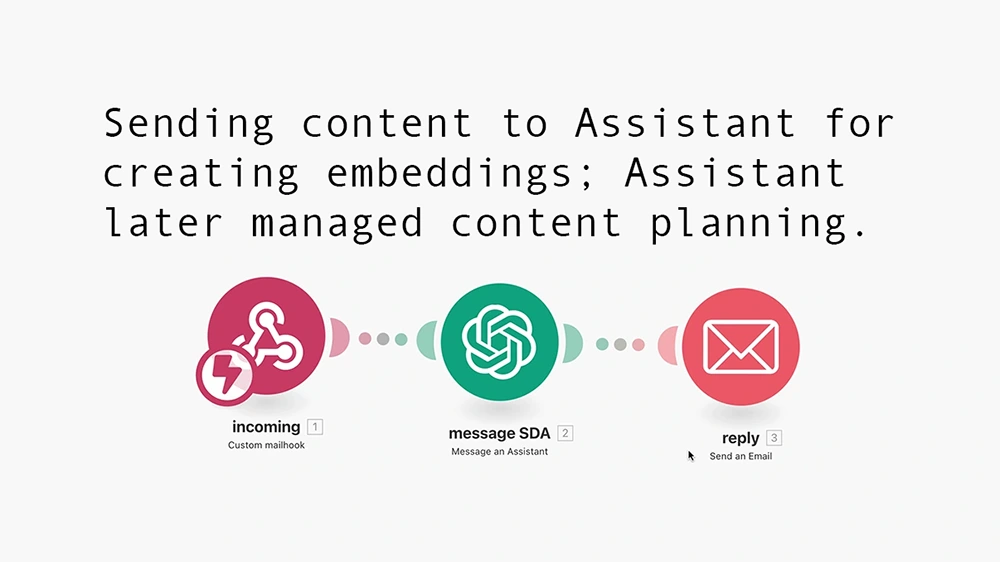 Sending content to Assistant for
creating embeddings; Assistant
later managed content planning.
incoming 1
Custom mailhook
message SDA 2
Message an Assistant
reply 3
Send an Email